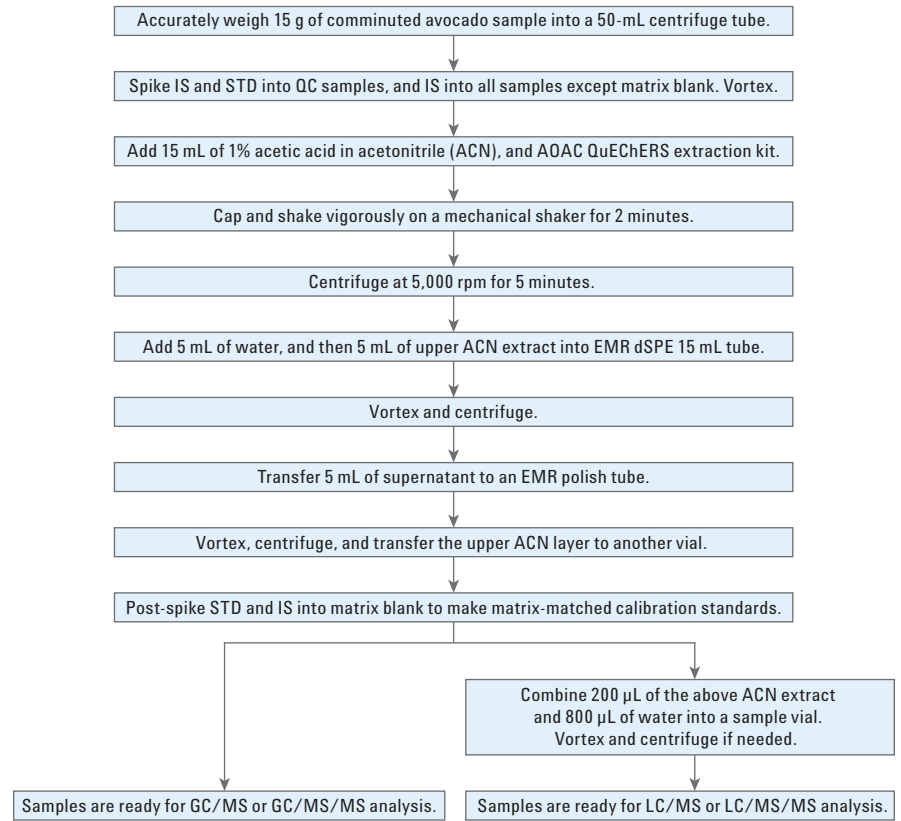 Accurately weigh 15 g of comminuted avocado sample into a 50-mL centrifuge tube.
Spike IS and STD into QC samples, and IS into all samples except matrix blank. Vortex.
Add 15 mL of 1% acetic acid in acetonitrile (ACN), and AOAC QuEChERS extraction kit.
Cap and shake vigorously on a mechanical shaker for 2 minutes.
Centrifuge at 5,000 rpm for 5 minutes.
Add 5 mL of water, and then 5 mL of upper ACN extract into EMR dSPE 15 mL tube.
Vortex and centrifuge.
Transfer 5 mL of supernatant to an EMR polish tube.
Vortex, centrifuge, and transfer the upper ACN layer to another vial.
Post-spike STD and IS into matrix blank to make matrix-matched calibration standards.
Combine 200 µL of the above ACN extract
and 800 µL of water into a sample vial.
Vortex and centrifuge if needed.
Samples are ready for GC/MS or GC/MS/MS analysis.
Samples are ready for LC/MS or LC/MS/MS analysis.